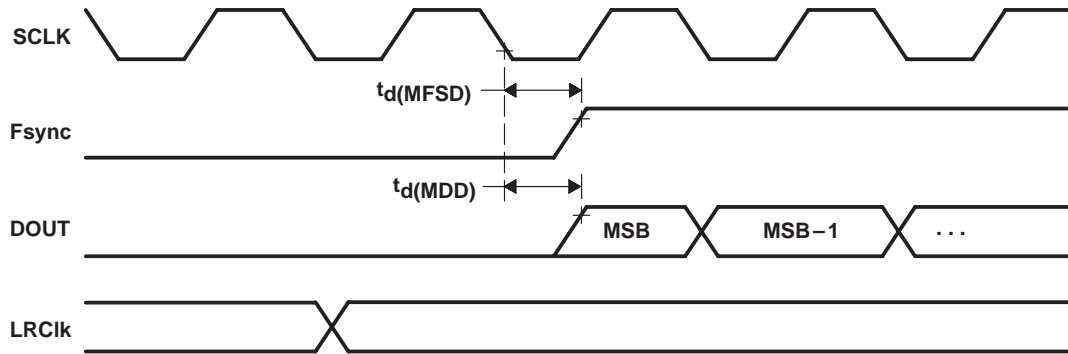 SCLK
td(MFSD)
Fsync
td(MDD)
DOUT MSB MSB−1 ...
LRClk